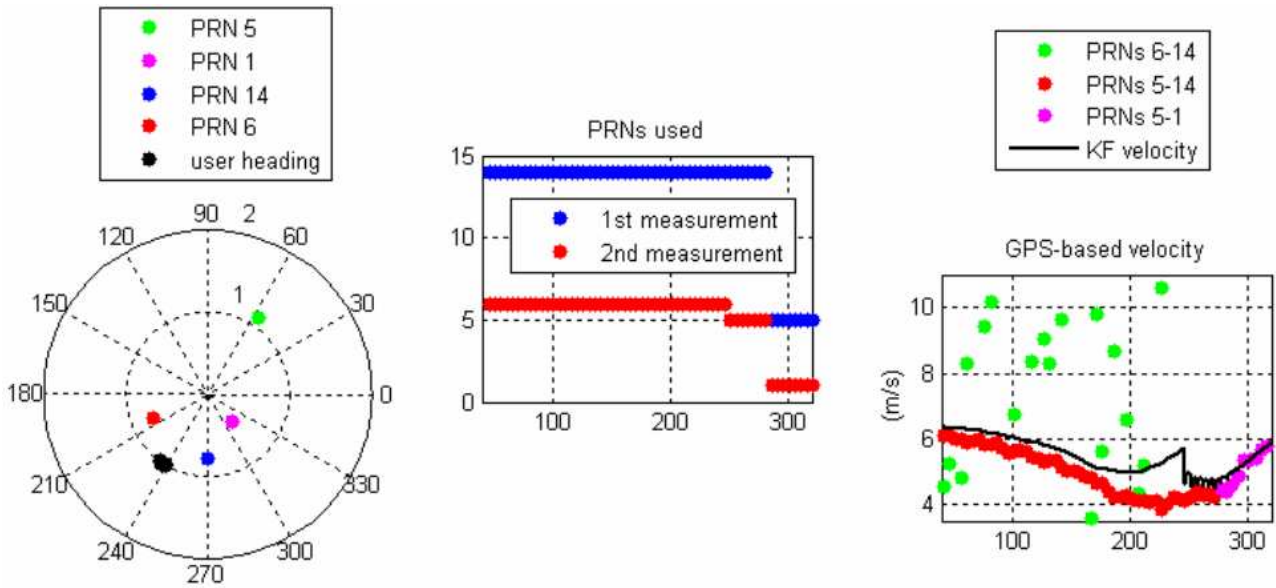 PRN 5
PRN 1
PRN 14
PRN 6
user heading
90
2
120
60
150
1
30
180
0
210
330
240
300
270
PRNs used
15
10
5
0
1st measurement
2nd measurement
100
200
300
PRNs 6-14
PRNs 5-14
PRNs 5-1
KF velocity
GPS-based velocity
(m/s)
10
8
6
4
100
200
300